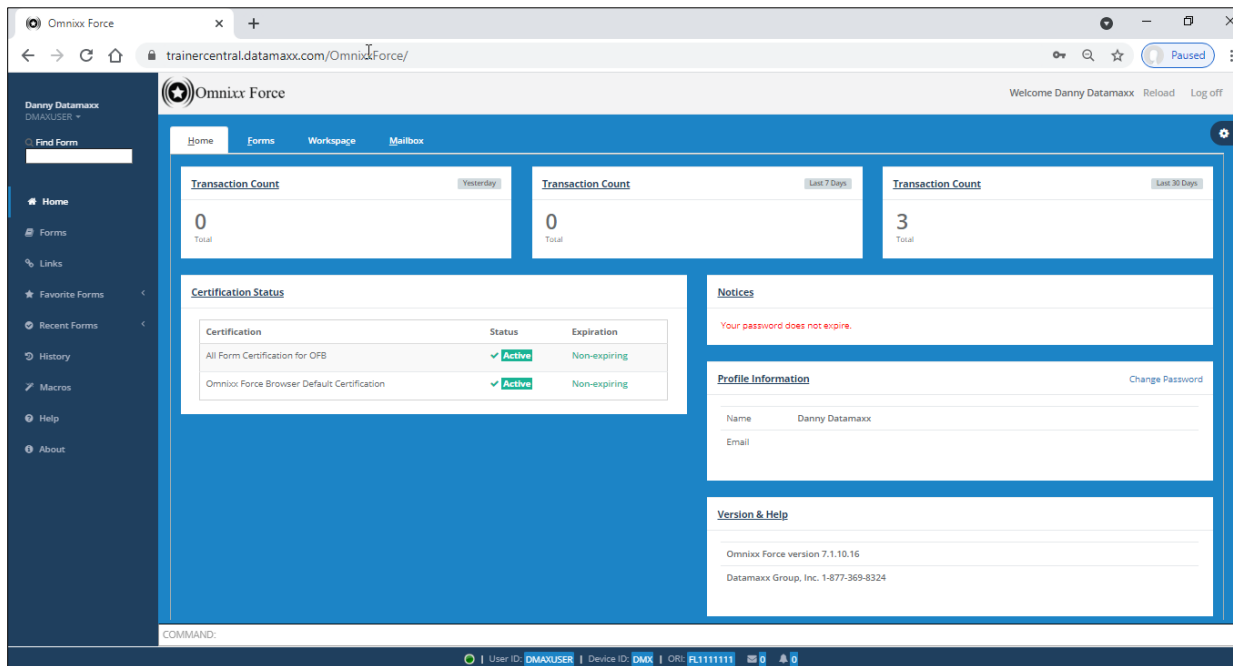 Omnixx Force
trainercentral.datamaxx.com/OmnixxForce/
Paused
Danny Datamaxx
DMAXUSER
Find Form
Home
Forms
Links
Favorite Forms
Recent Forms
History
Macros
Help
About
Omnixx Force
Welcome Danny Datamaxx Reload Log off
Home Forms Workspace Mailbox
Transaction Count Yesterday
0
Total
Transaction Count Last 7 Days
0
Total
Transaction Count Last 30 Days
3
Total
Certification Status
Certification Status Expiration
All Form Certification for OFB Active Non-expiring
Omnixx Force Browser Default Certification Active Non-expiring
Notices
Your password does not expire.
Profile Information Change Password
Name Danny Datamaxx
Email
Version & Help
Omnixx Force version 7.1.10.16
Datamaxx Group, Inc. 1-877-369-8324
COMMAND:
| User ID: DMAXUSER | Device ID: DMX | ORI: FL1111111 0 0